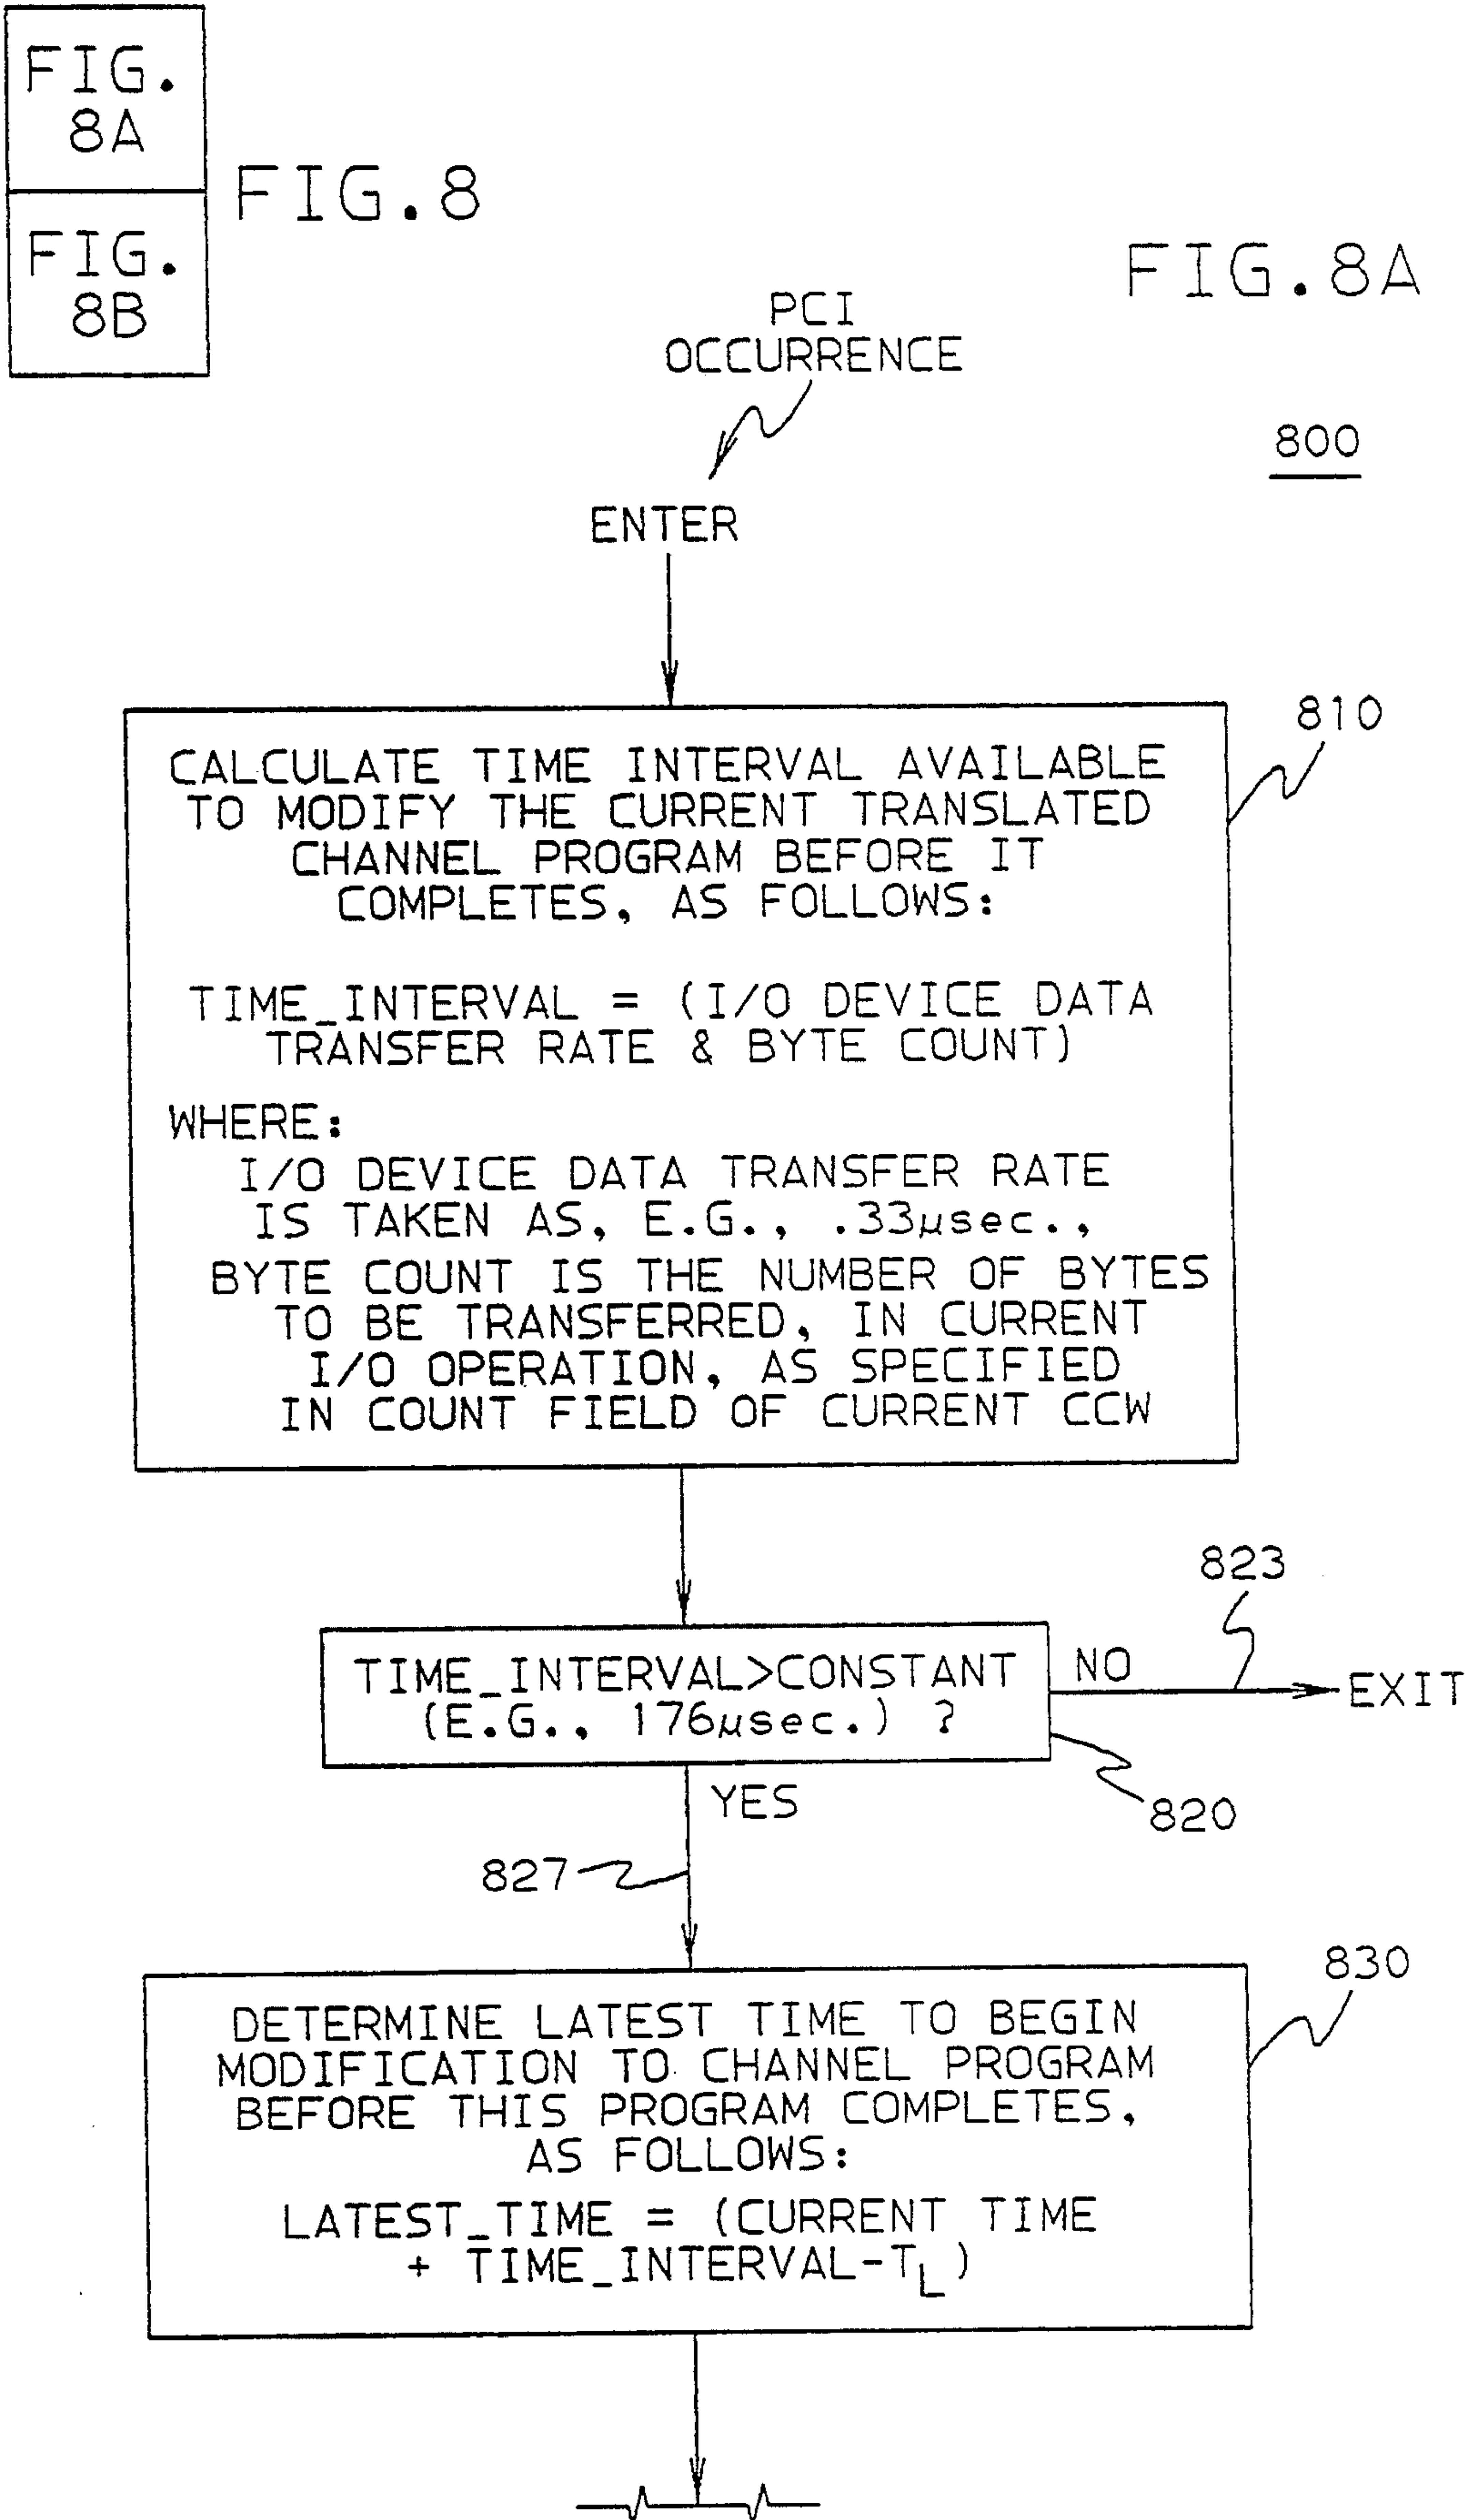 FIG.
8A
FIG.
8B
FIG.8
FIG.8A
PCI
OCCURRENCE
800
ENTER
810
CALCULATE TIME INTERVAL AVAILABLE
TO MODIFY THE CURRENT TRANSLATED
CHANNEL PROGRAM BEFORE IT
COMPLETES, AS FOLLOWS:
TIME_INTERVAL = (I/O DEVICE DATA
TRANSFER RATE & BYTE COUNT)
WHERE:
I/O DEVICE DATA TRANSFER RATE
IS TAKEN AS, E.G., .33μsec.,
BYTE COUNT IS THE NUMBER OF BYTES
TO BE TRANSFERRED, IN CURRENT
I/O OPERATION, AS SPECIFIED
IN COUNT FIELD OF CURRENT CCW
823
TIME_INTERVAL>CONSTANT
(E.G., 176μsec.) ?
NO
EXIT
820
YES
827
830
DETERMINE LATEST TIME TO BEGIN
MODIFICATION TO CHANNEL PROGRAM
BEFORE THIS PROGRAM COMPLETES,
AS FOLLOWS:
LATEST_TIME = (CURRENT TIME
+ TIME_INTERVAL-TL)